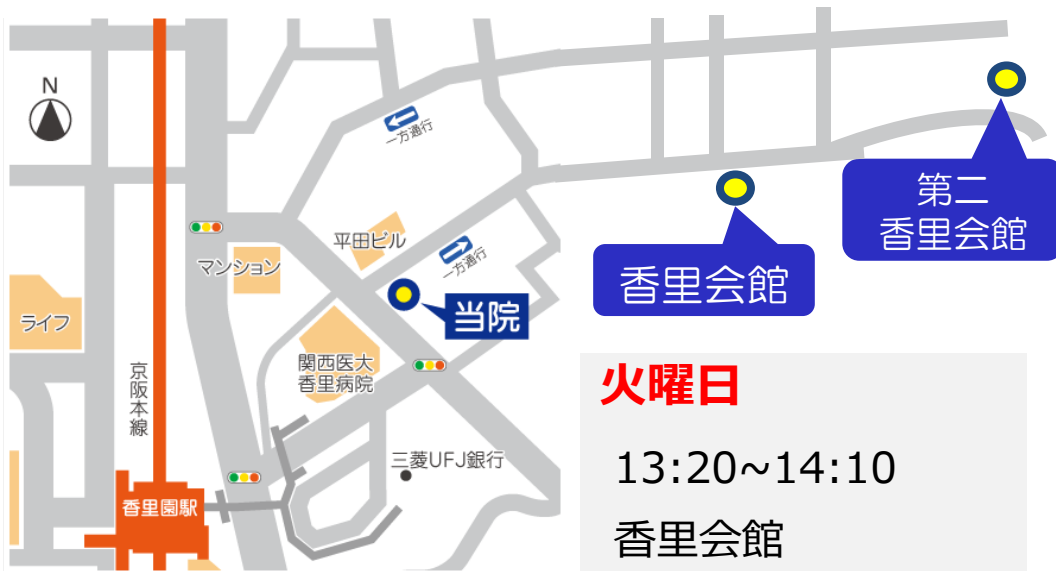 N
一方通行
第二
香里会館
平田ビル
マンション
一方通行
香里会館
当院
ライフ
関西医大
香里病院
京阪本線
火曜日
三菱UFJ銀行
13:20~14:10
香里園駅
香里会館